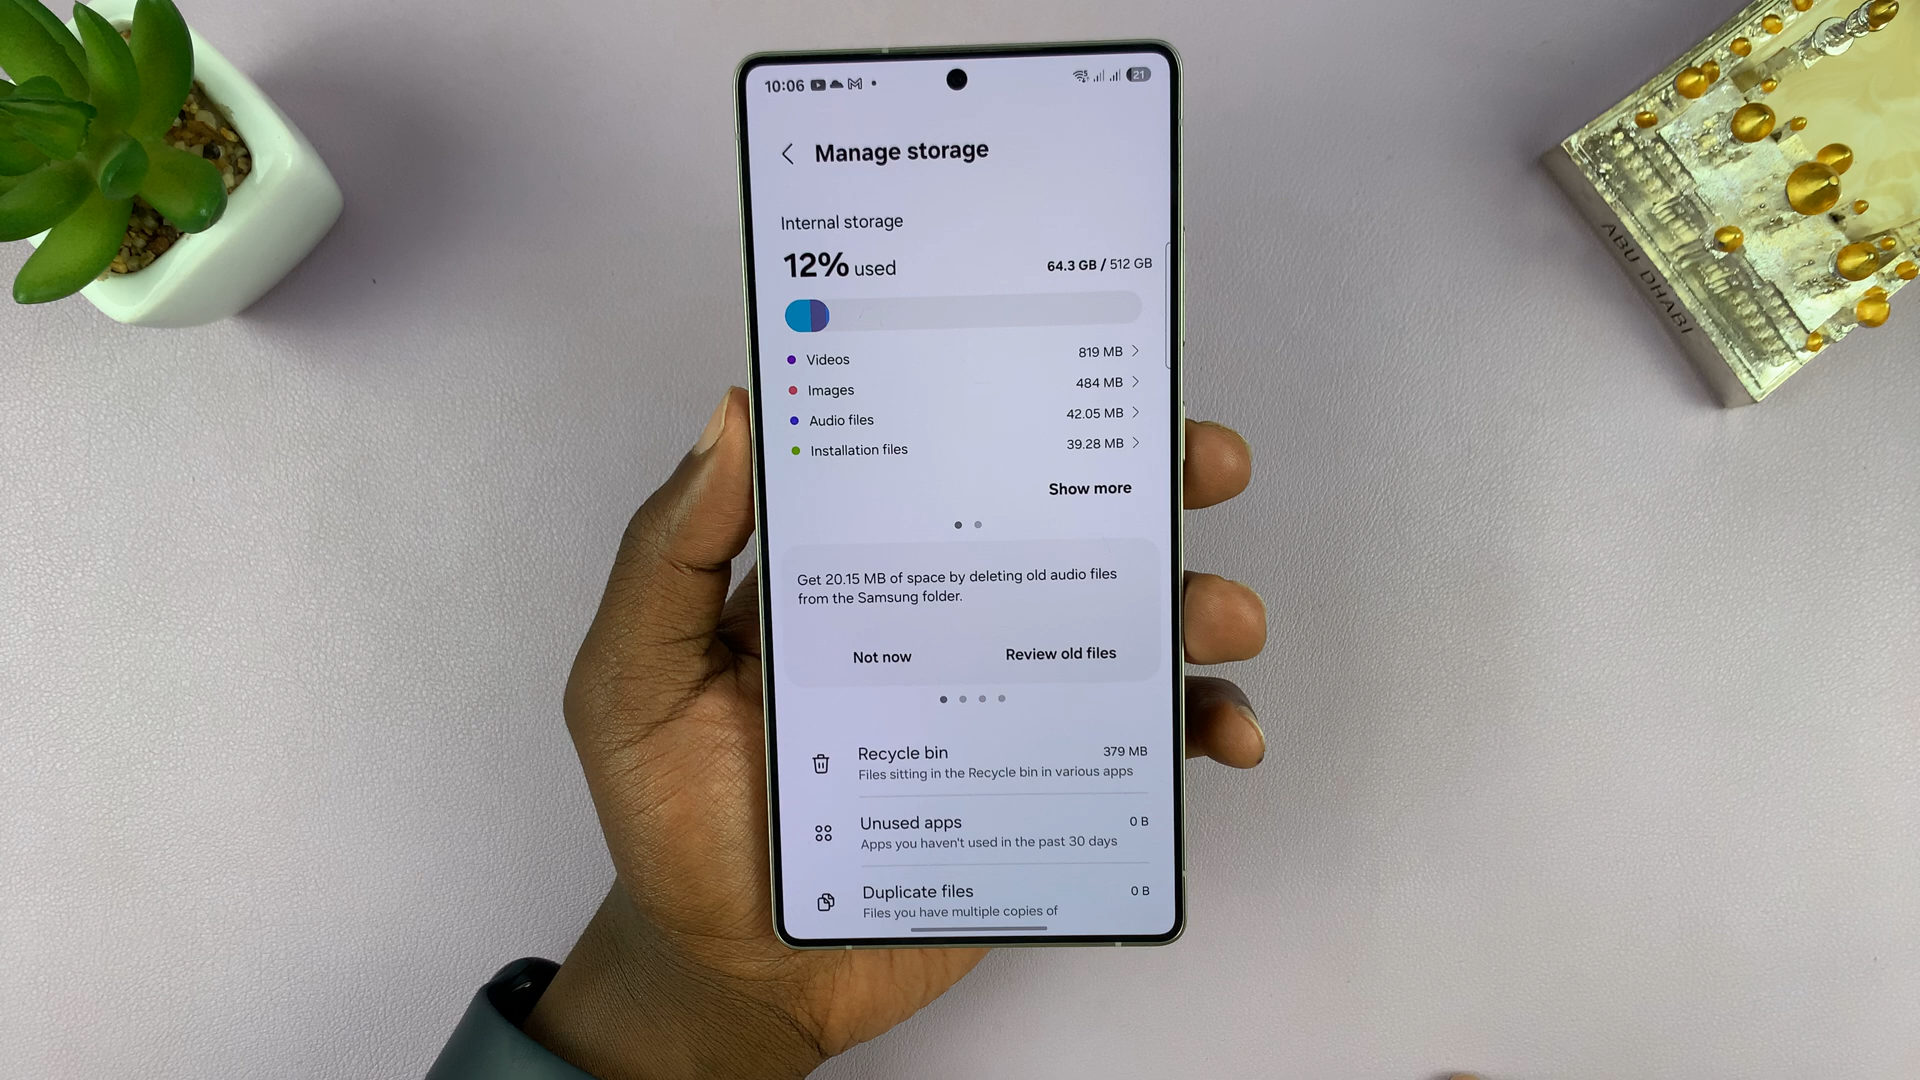 10:06
21
Manage storage
Internal storage
12% used
64.3 GB / 512 GB
Videos 819 MB
Images 484 MB
Audio files 42.05 MB
Installation files 39.28 MB
Show more
Get 20.15 MB of space by deleting old audio files
from the Samsung folder.
Not now Review old files
Recycle bin 379 MB
Files sitting in the Recycle bin in various apps
Unused apps 0 B
Apps you haven't used in the past 30 days
Duplicate files 0 B
Files you have multiple copies of
ABU DHABI